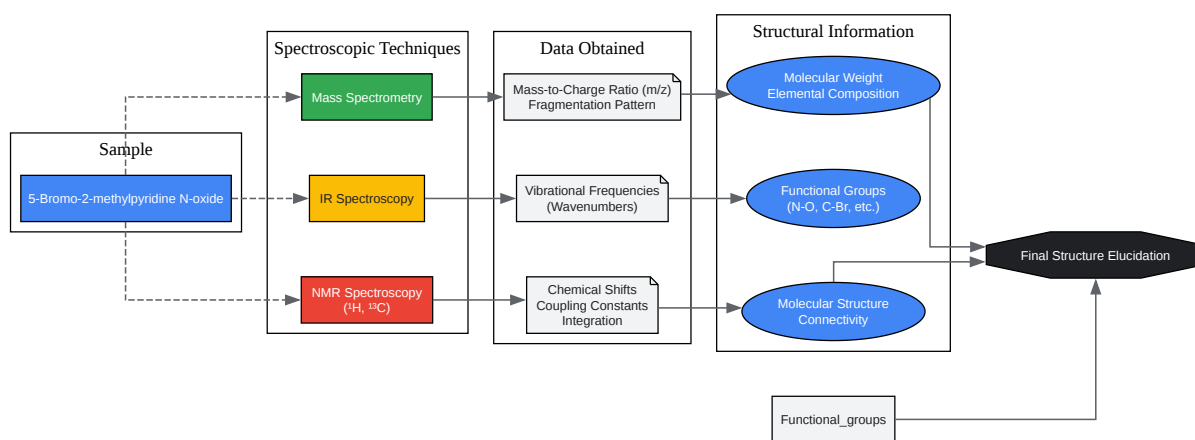 Spectroscopic Techniques
Data Obtained
Structural Information
Sample
5-Bromo-2-methylpyridine N-oxide
Mass Spectrometry
IR Spectroscopy
NMR Spectroscopy
(¹H, ¹³C)
Mass-to-Charge Ratio (m/z)
Fragmentation Pattern
Vibrational Frequencies
(Wavenumbers)
Chemical Shifts
Coupling Constants
Integration
Molecular Weight
Elemental Composition
Functional Groups
(N-O, C-Br, etc.)
Molecular Structure
Connectivity
Final Structure Elucidation
Functional_groups